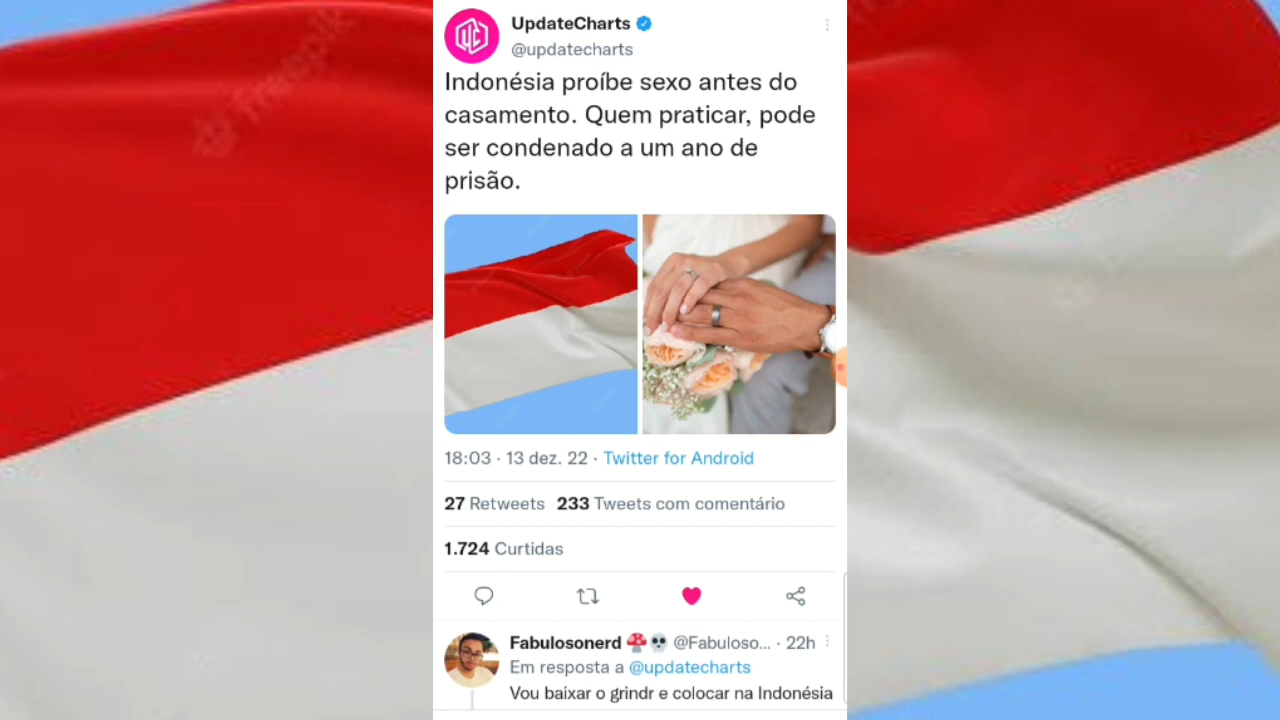 UpdateCharts
@updatecharts
Indonésia proíbe sexo antes do
casamento. Quem praticar, pode
ser condenado a um ano de
prisão.
18:03 · 13 dez. 22 · Twitter for Android
27 Retweets 233 Tweets com comentário
1.724 Curtidas
Fabulosonerd 🍄💀 @Fabuloso... · 22h
Em resposta a @updatecharts
Vou baixar o grindr e colocar na Indonésia
freepik